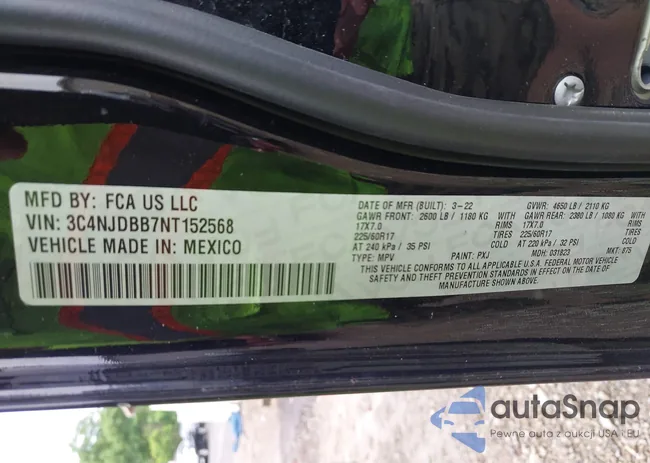 MFD BY: FCA US LLC
VIN: 3C4NJDBB7NT152568
VEHICLE MADE IN: MEXICO
DATE OF MFR (BUILT): 3-22 GVWR: 4650 LB / 2110 KG
GAWR FRONT: 2600 LB / 1180 KG GAWR REAR: 2380 LB / 1080 KG
17X7.0 RIMS 17X7.0 RIMS
225/60R17 TIRES 225/60R17 TIRES
AT 240 kPa / 35 PSI COLD AT 220 kPa / 32 PSI COLD
TYPE: MPV PAINT: PXJ MDH: 031823 MKT: 875
THIS VEHICLE CONFORMS TO ALL APPLICABLE U.S.A. FEDERAL MOTOR VEHICLE
SAFETY AND THEFT PREVENTION STANDARDS IN EFFECT ON THE DATE OF
MANUFACTURE SHOWN ABOVE.
autoSnap
Pewne auta z aukcji USA i EU